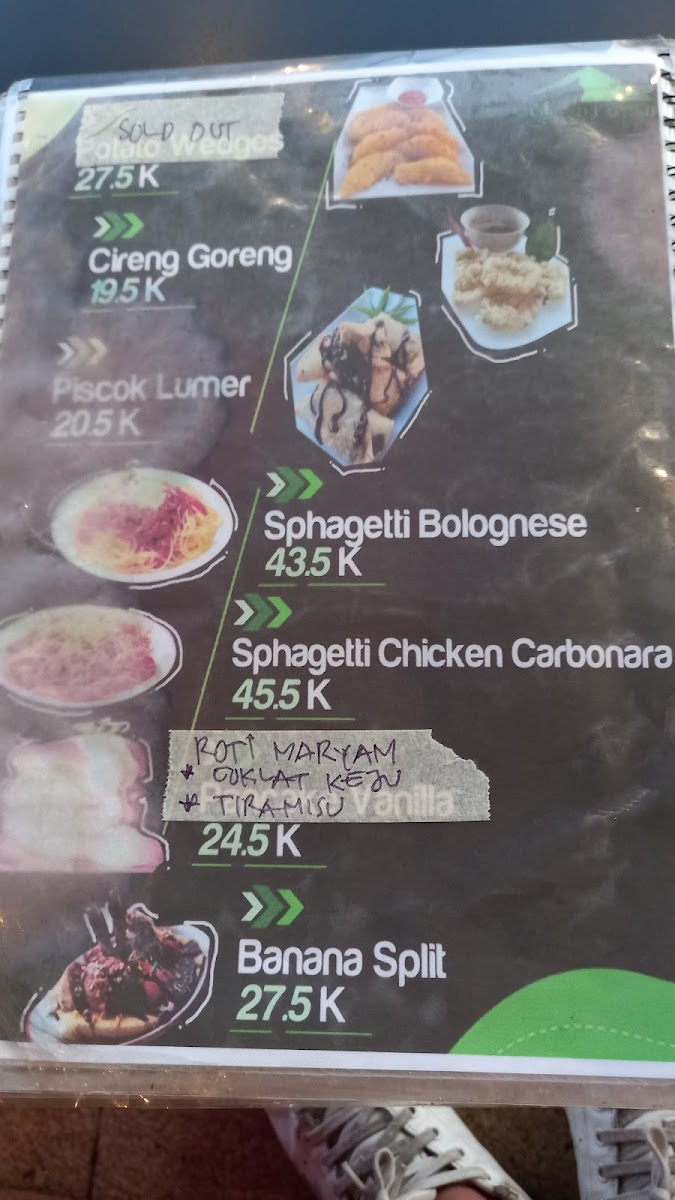 SOLD OUT
Potato Wedges
27.5 K
Cireng Goreng
19.5 K
Piscok Lumer
20.5 K
Sphagetti Bolognese
43.5 K
Sphagetti Chicken Carbonara
45.5 K
ROTI MARYAM
* COKLAT KEJU
* TIRAMISU
Vanilla
24.5 K
Banana Split
27.5 K